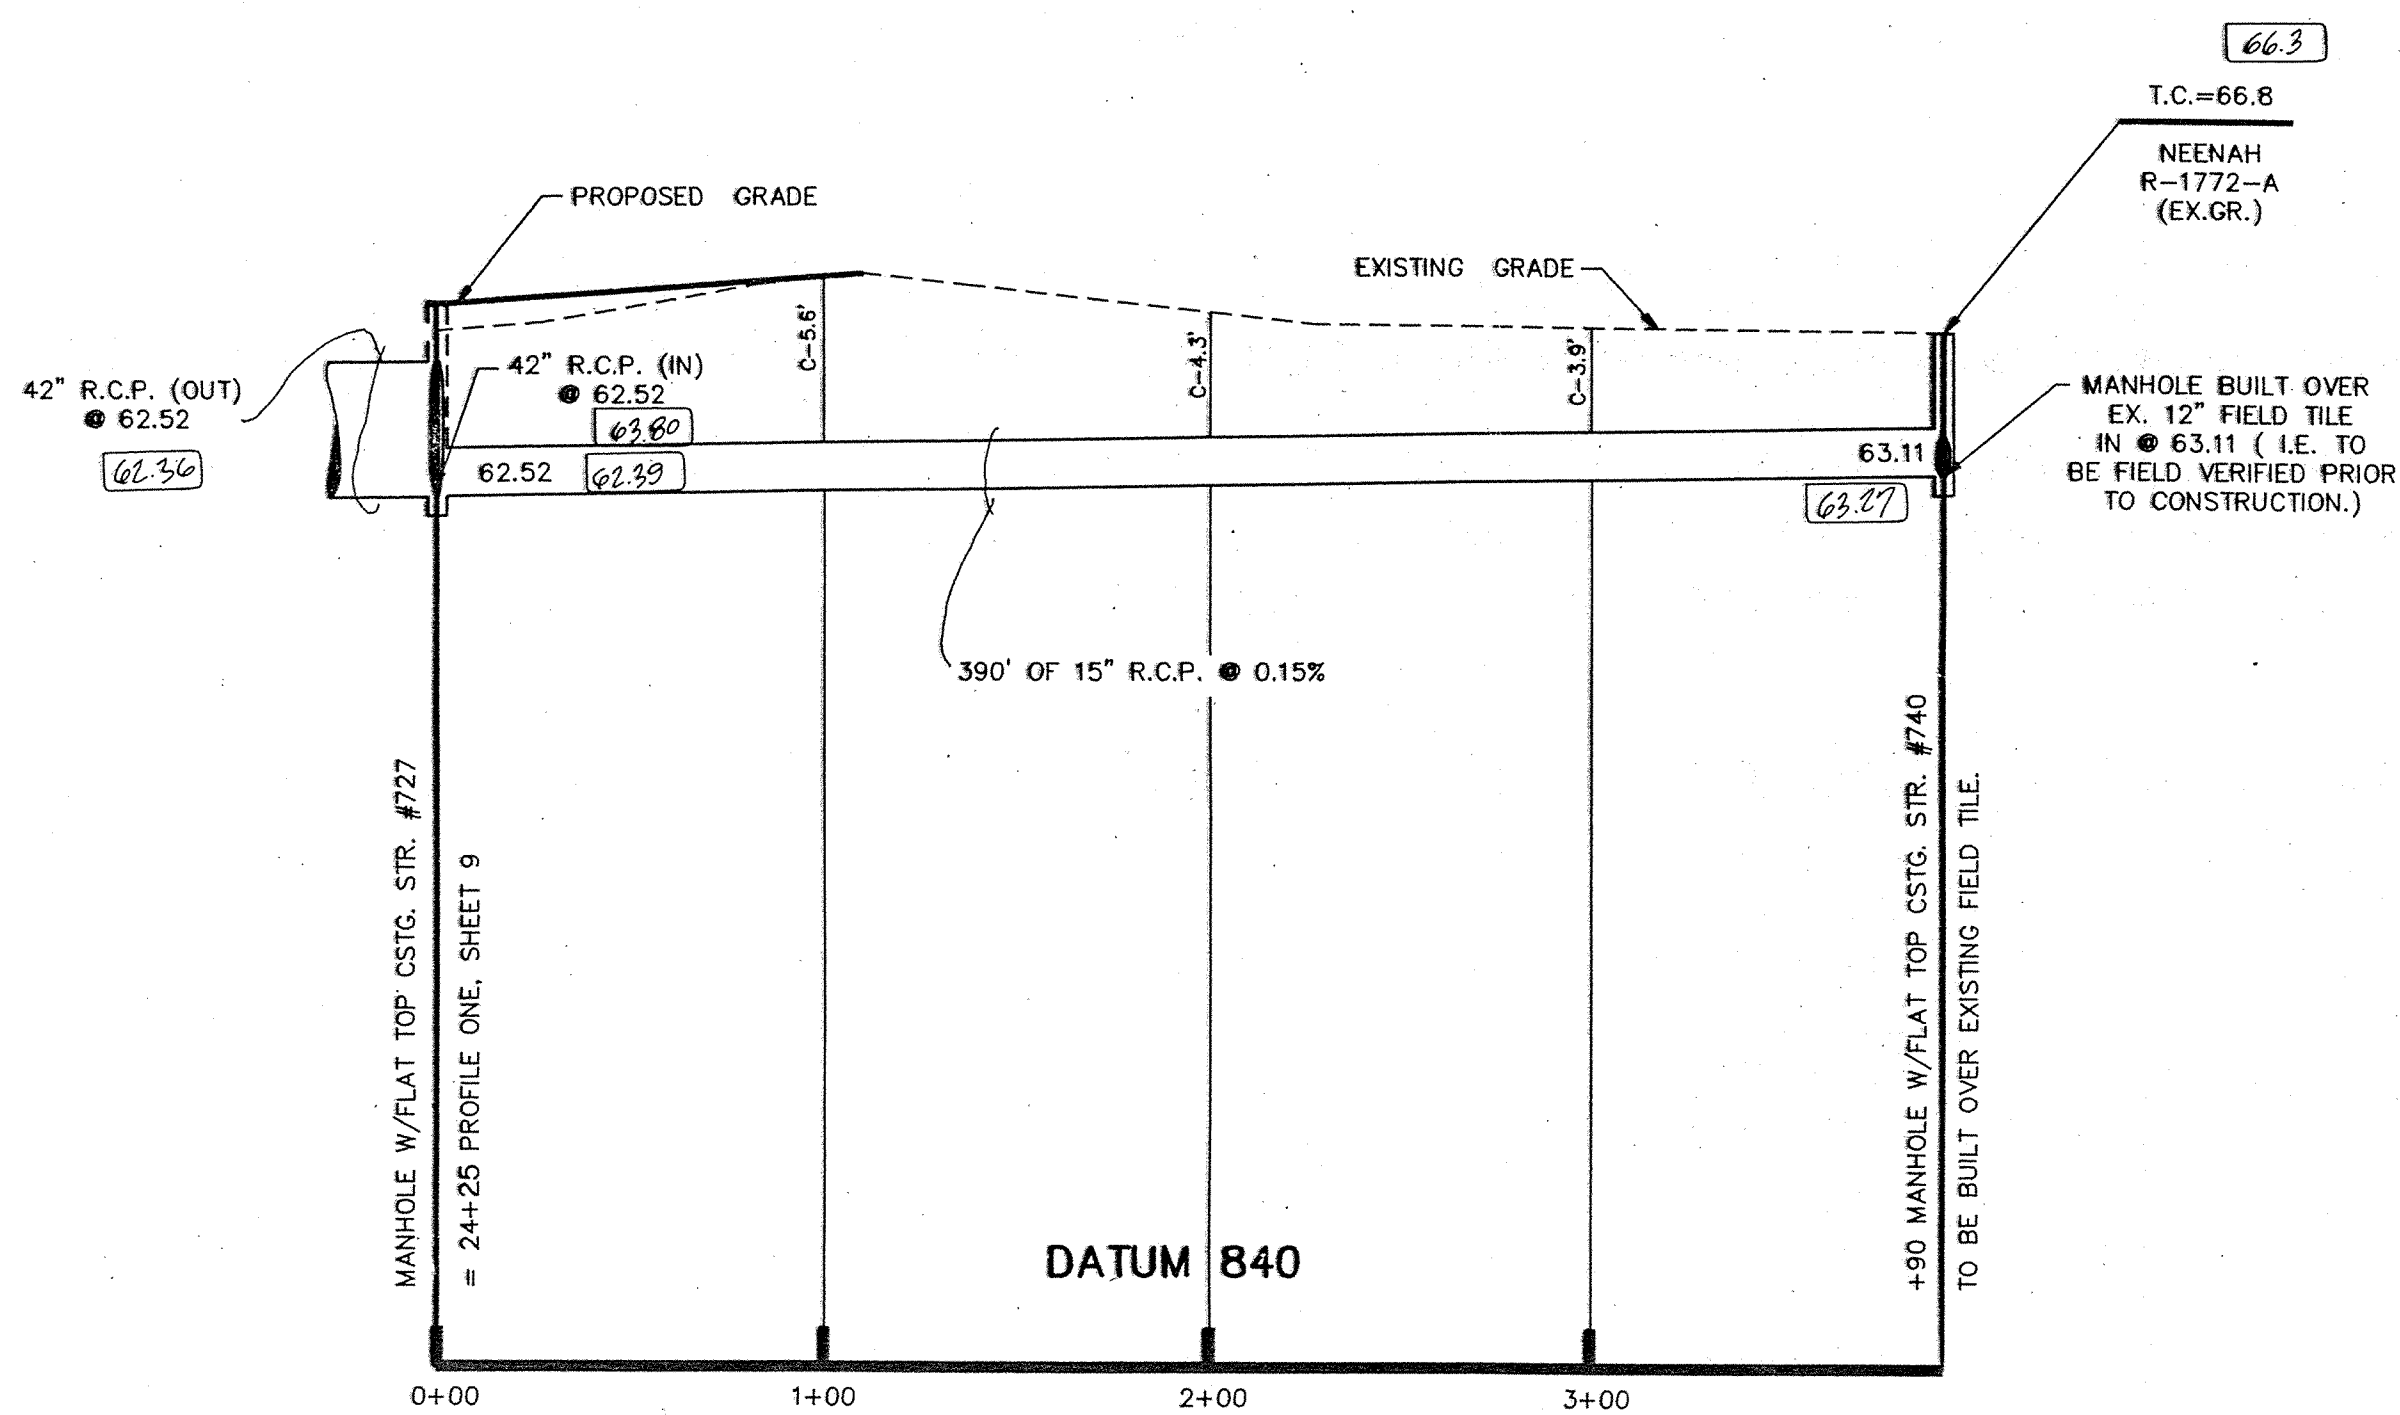 66.3
T.C.=66.8
NEENAH
R-1772-A
(EX.GR.)
PROPOSED GRADE
EXISTING GRADE
C-5.6'
C-4.3'
C-3.9'
42" R.C.P. (OUT)
@ 62.52
62.36
42" R.C.P. (IN)
@ 62.52
63.80
62.52
62.39
63.11
63.27
MANHOLE BUILT OVER
EX. 12" FIELD TILE
IN @ 63.11 ( I.E. TO
BE FIELD VERIFIED PRIOR
TO CONSTRUCTION.)
390' OF 15" R.C.P. @ 0.15%
MANHOLE W/FLAT TOP CSTG. STR. #727
= 24+25 PROFILE ONE, SHEET 9
+90 MANHOLE W/FLAT TOP CSTG. STR. #740
TO BE BUILT OVER EXISTING FIELD TILE.
DATUM 840
0+00
1+00
2+00
3+00